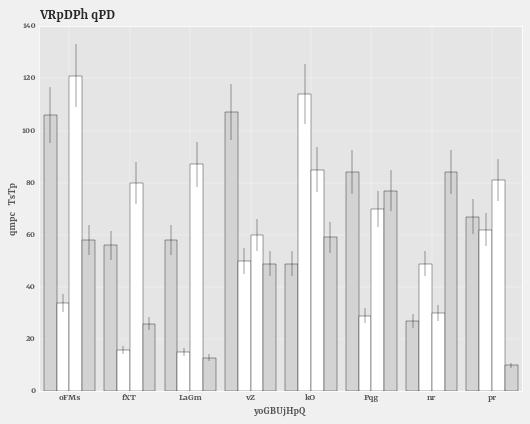 VRpDPh qPD
140
120
100
80
60
40
20
0
qmpc TsTp
oFMs fXT LaGm vZ kO Pqg nr pr
yoGBUjHpQ